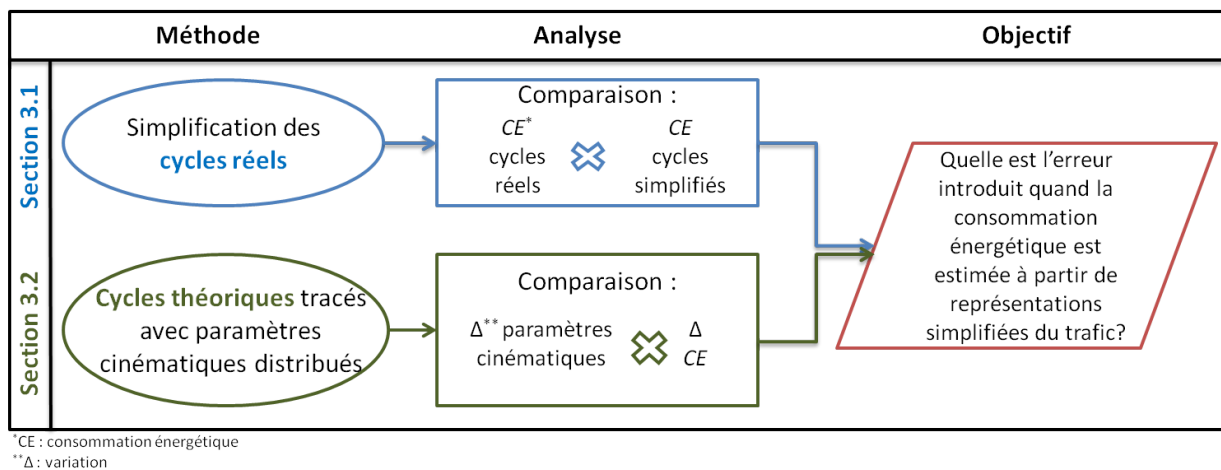 Méthode
Analyse
Objectif
Section 3.1
Simplification des
cycles réels
Comparaison :
CE*
cycles
réels
CE
cycles
simplifiés
Section 3.2
Cycles théoriques tracés
avec paramètres
cinématiques distribués
Comparaison :
Δ** paramètres
cinématiques
Δ
CE
Quelle est l’erreur
introduit quand la
consommation
énergétique est
estimée à partir de
représentations
simplifiées du trafic?
*CE : consommation énergétique
**Δ : variation